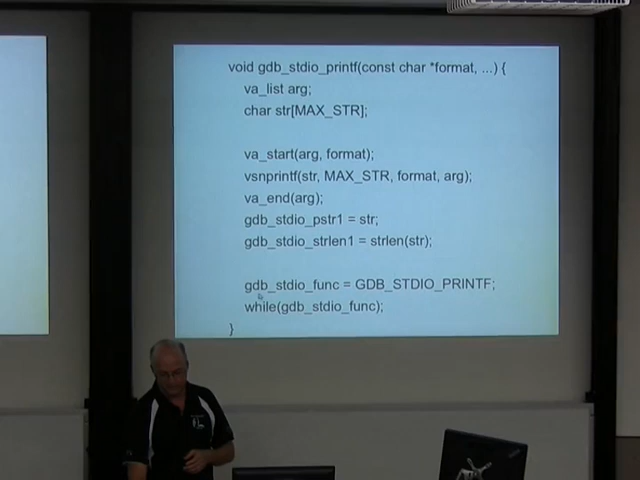 void gdb_stdio_printf(const char *format, ...) {
va_list arg;
char str[MAX_STR];
va_start(arg, format);
vsnprintf(str, MAX_STR, format, arg);
va_end(arg);
gdb_stdio_pstr1 = str;
gdb_stdio_strlen1 = strlen(str);
gdb_stdio_func = GDB_STDIO_PRINTF;
while(gdb_stdio_func);
}